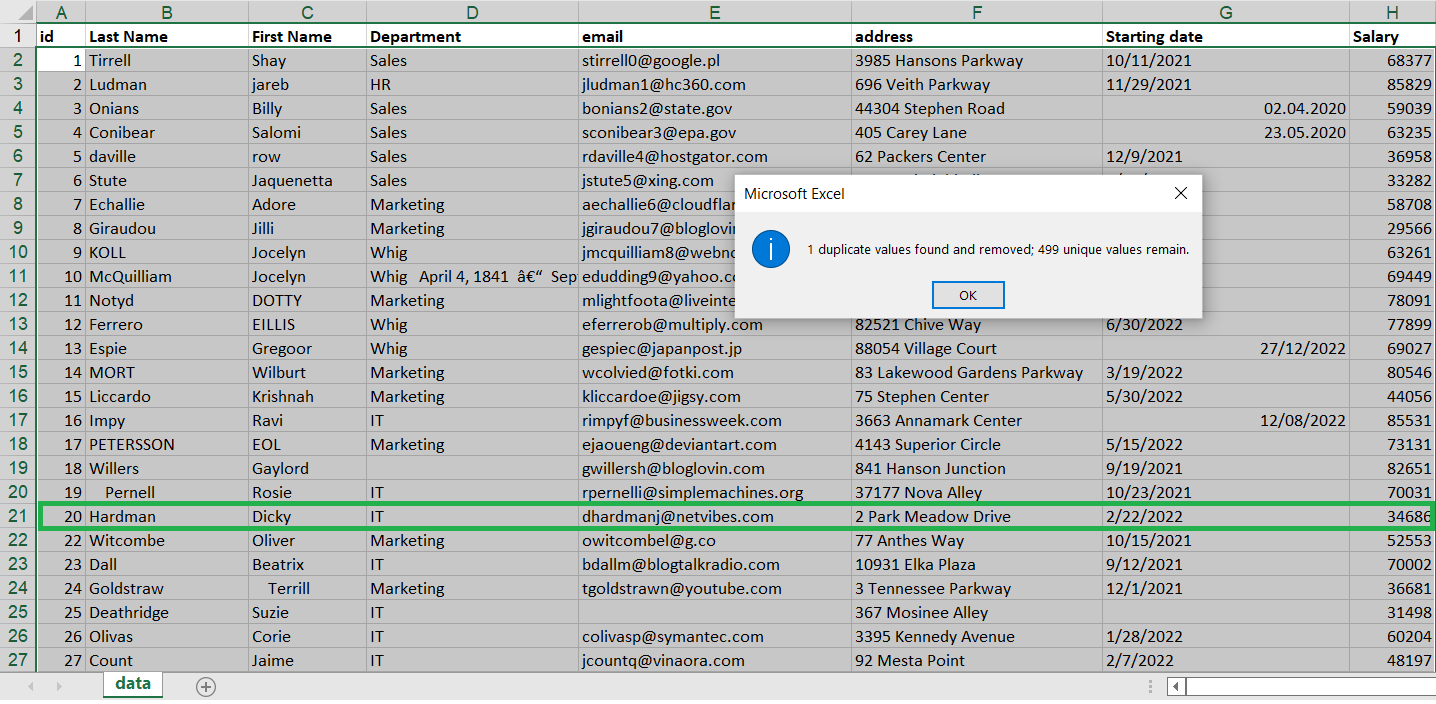 A B C D E F G H
1 id Last Name First Name Department email address Starting date Salary
2 1 Tirrell Shay Sales stirrell0@google.pl 3985 Hansons Parkway 10/11/2021 68377
3 2 Ludman jareb HR jludman1@hc360.com 696 Veith Parkway 11/29/2021 85829
4 3 Onians Billy Sales bonians2@state.gov 44304 Stephen Road 02.04.2020 59039
5 4 Conibear Salomi Sales sconibear3@epa.gov 405 Carey Lane 23.05.2020 63235
6 5 daville row Sales rdaville4@hostgator.com 62 Packers Center 12/9/2021 36958
7 6 Stute Jaquenetta Sales jstute5@xing.com 33282
8 7 Echallie Adore Marketing aechallie6@cloudflar 58708
9 8 Giraudou Jilli Marketing jgiraudou7@bloglovin 29566
10 9 KOLL Jocelyn Whig jmcquilliam8@webno 63261
11 10 McQuilliam Jocelyn Whig April 4, 1841 â€“ Sep edudding9@yahoo.co 69449
12 11 Notyd DOTTY Marketing mlightfoota@liveinte 78091
Microsoft Excel
1 duplicate values found and removed; 499 unique values remain.
OK
13 12 Ferrero EILLIS Whig eferrerob@multiply.com 82521 Chive Way 6/30/2022 77899
14 13 Espie Gregoor Whig gespiec@japanpost.jp 88054 Village Court 27/12/2022 69027
15 14 MORT Wilburt Marketing wcolvied@fotki.com 83 Lakewood Gardens Parkway 3/19/2022 80546
16 15 Liccardo Krishnah Marketing kliccardoe@jigsy.com 75 Stephen Center 5/30/2022 44056
17 16 Impy Ravi IT rimpyf@businessweek.com 3663 Annamark Center 12/08/2022 85531
18 17 PETERSSON EOL Marketing ejaoueng@deviantart.com 4143 Superior Circle 5/15/2022 73131
19 18 Willers Gaylord gwillersh@bloglovin.com 841 Hanson Junction 9/19/2021 82651
20 19 Pernell Rosie IT rpernelli@simplemachines.org 37177 Nova Alley 10/23/2021 70031
21 20 Hardman Dicky IT dhardmanj@netvibes.com 2 Park Meadow Drive 2/22/2022 34686
22 22 Witcombe Oliver Marketing owitcombel@g.co 77 Anthes Way 10/15/2021 52553
23 23 Dall Beatrix IT bdallm@blogtalkradio.com 10931 Elka Plaza 9/12/2021 70002
24 24 Goldstraw Terrill Marketing tgoldstrawn@youtube.com 3 Tennessee Parkway 12/1/2021 36681
25 25 Deathridge Suzie IT 367 Mosinee Alley 31498
26 26 Olivas Corie IT colivasp@symantec.com 3395 Kennedy Avenue 1/28/2022 60204
27 27 Count Jaime IT jcountq@vinaora.com 92 Mesta Point 2/7/2022 48197
data